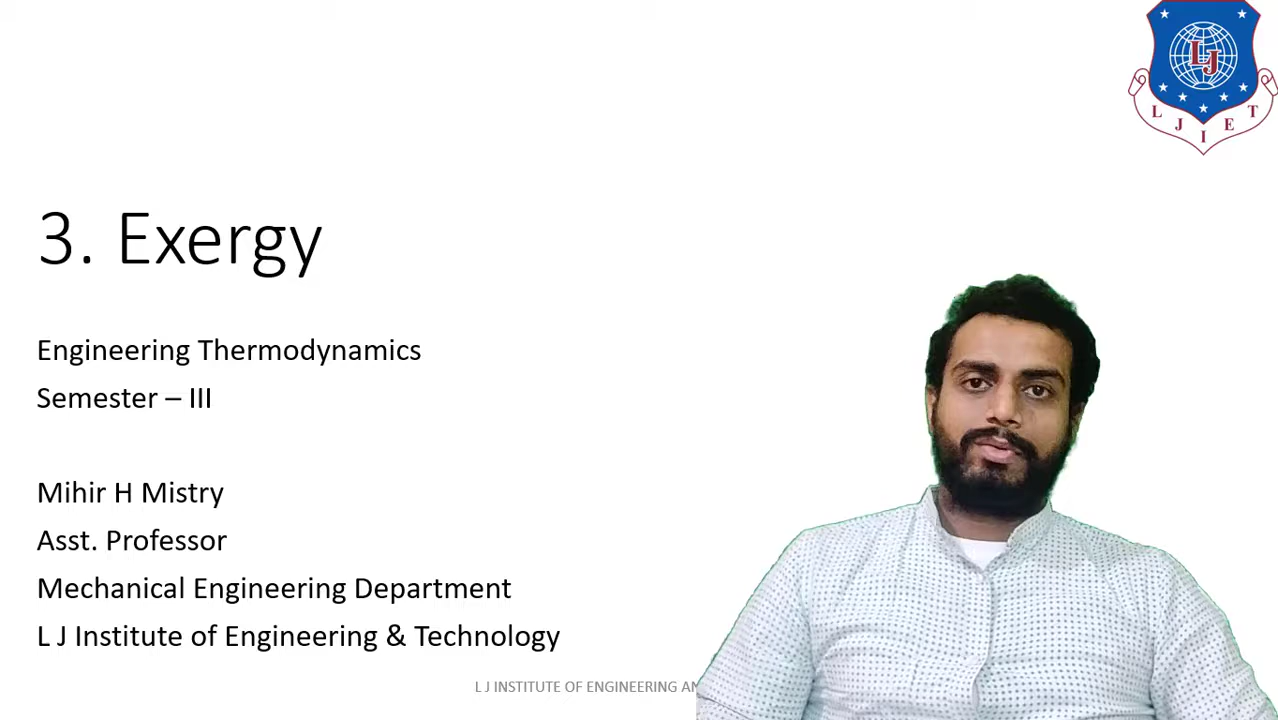 LJ
L J I E T
3. Exergy
Engineering Thermodynamics
Semester – III
Mihir H Mistry
Asst. Professor
Mechanical Engineering Department
L J Institute of Engineering & Technology
L J INSTITUTE OF ENGINEERING